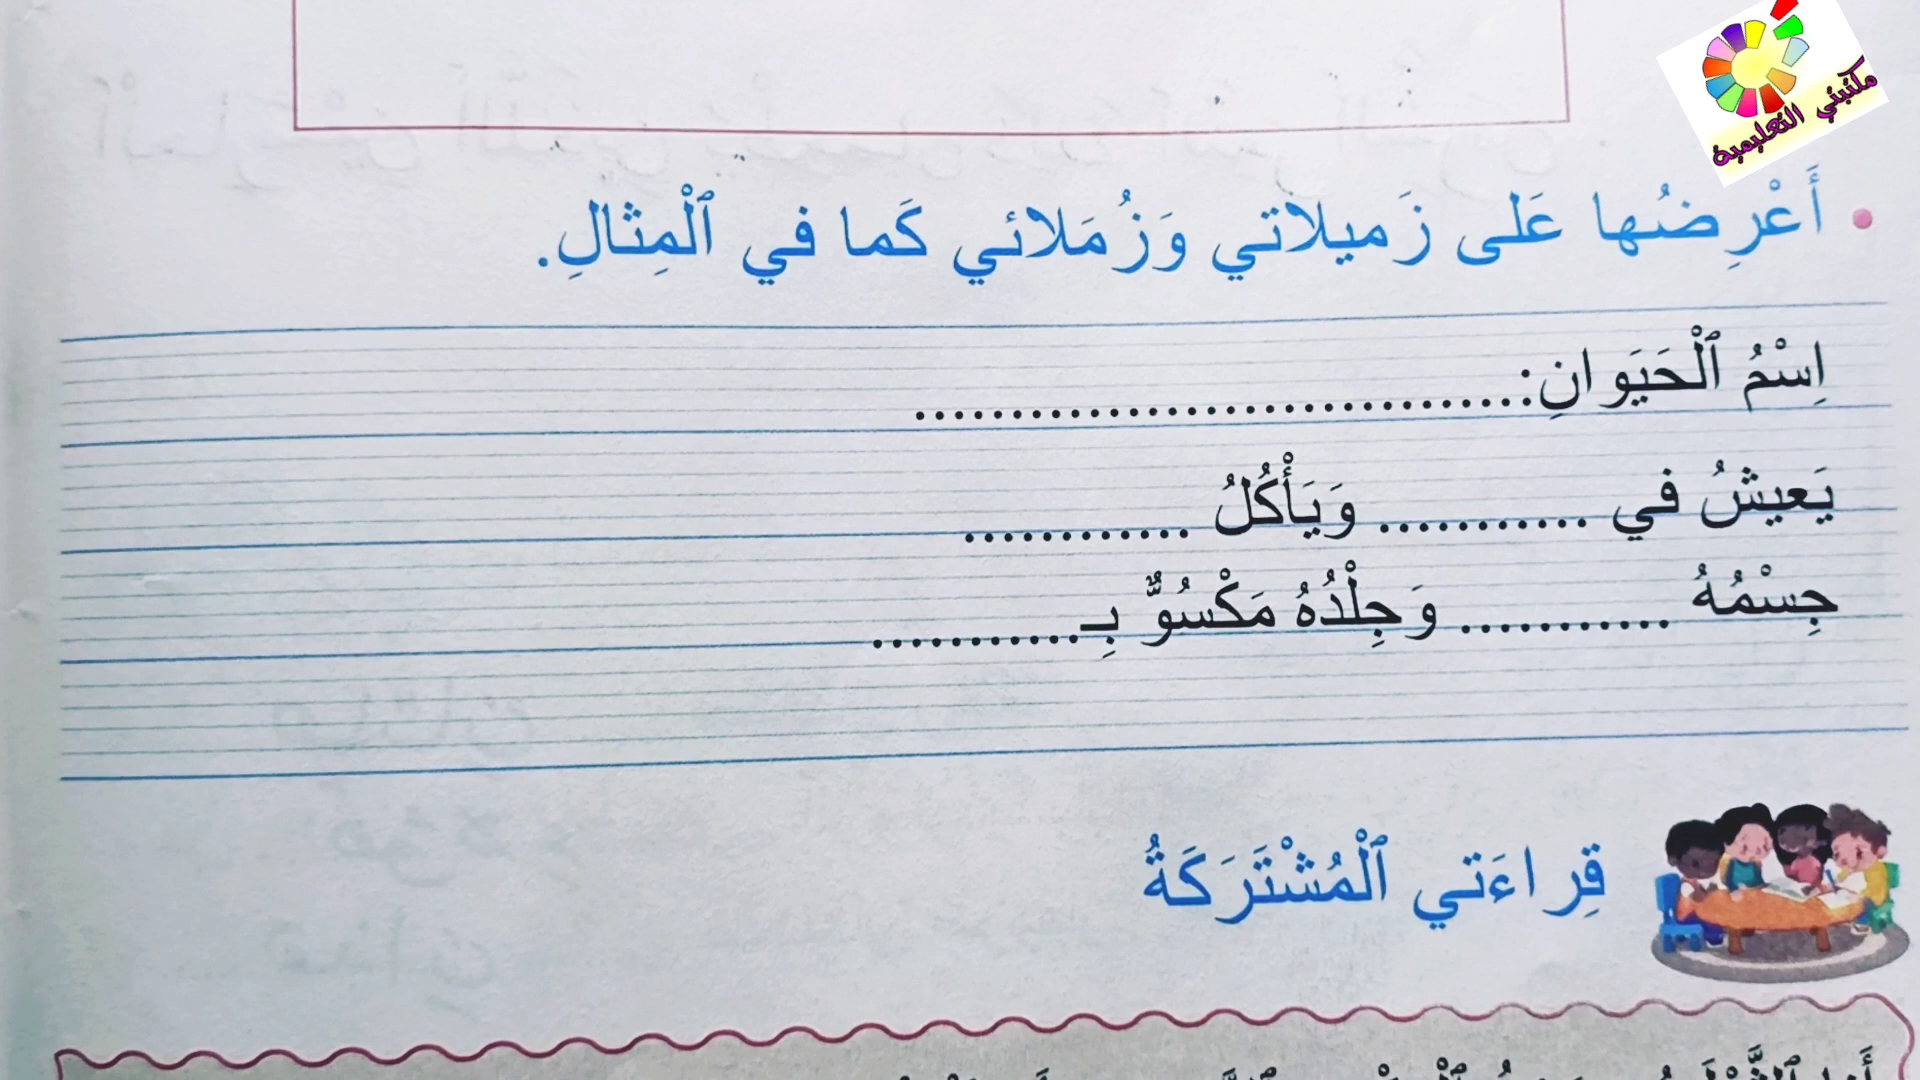 مكتبتي التعليمية
• أَعْرِضُها عَلى زَميلاتي وَزُمَلائي كَما في ٱلْمِثالِ.
اِسْمُ ٱلْحَيَوانِ:................................
يَعيشُ في ........... وَيَأْكُلُ ............
جِسْمُهُ ........... وَجِلْدُهُ مَكْسُوٌّ بِـ...........
قِراءَتي ٱلْمُشْتَرَكَةُ